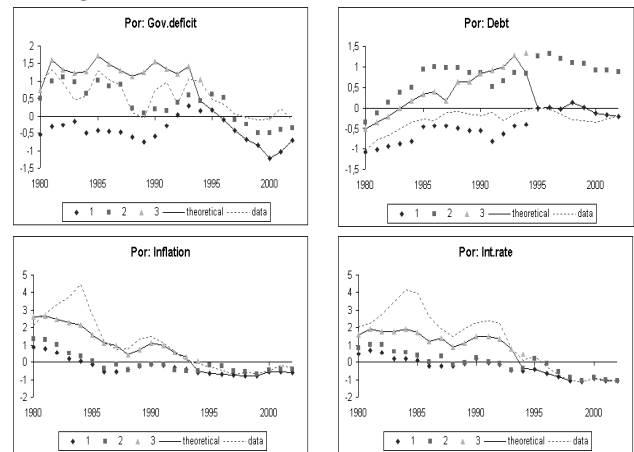 Por: Gov.deficit
2
1,5
1
0,5
0
-0,5
-1
-1,5
1980 1985 1990 1995 2000
1 2 3 theoretical data
Por: Debt
1,5
1
0,5
0
-0,5
-1
-1,5
1980 1985 1990 1995 2000
1 2 3 theoretical data
Por: Inflation
5
4
3
2
1
0
-1
-2
1980 1985 1990 1995 2000
1 2 3 theoretical data
Por: Int.rate
5
4
3
2
1
0
-1
-2
1980 1985 1990 1995 2000
1 2 3 theoretical data